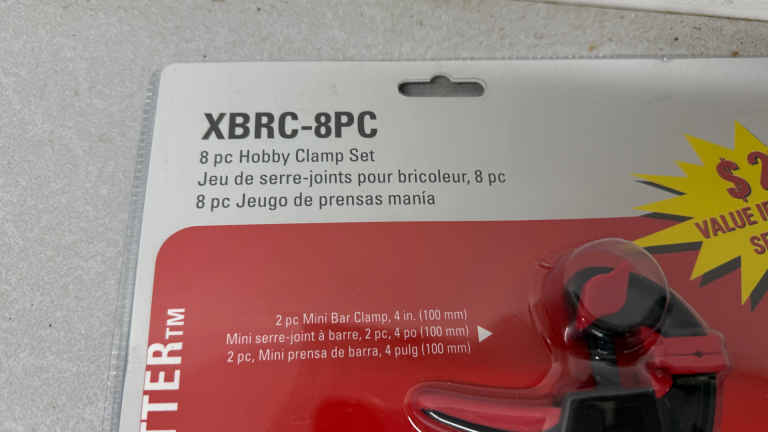 XBRC-8PC
8 pc Hobby Clamp Set
Jeu de serre-joints pour bricoleur, 8 pc
8 pc Jeugo de prensas manía
$2
VALUE
2 pc Mini Bar Clamp, 4 in. (100 mm)
Mini serre-joint à barre, 2 pc, 4 po (100 mm)
2 pc, Mini prensa de barra, 4 pulg (100 mm)
TTER™